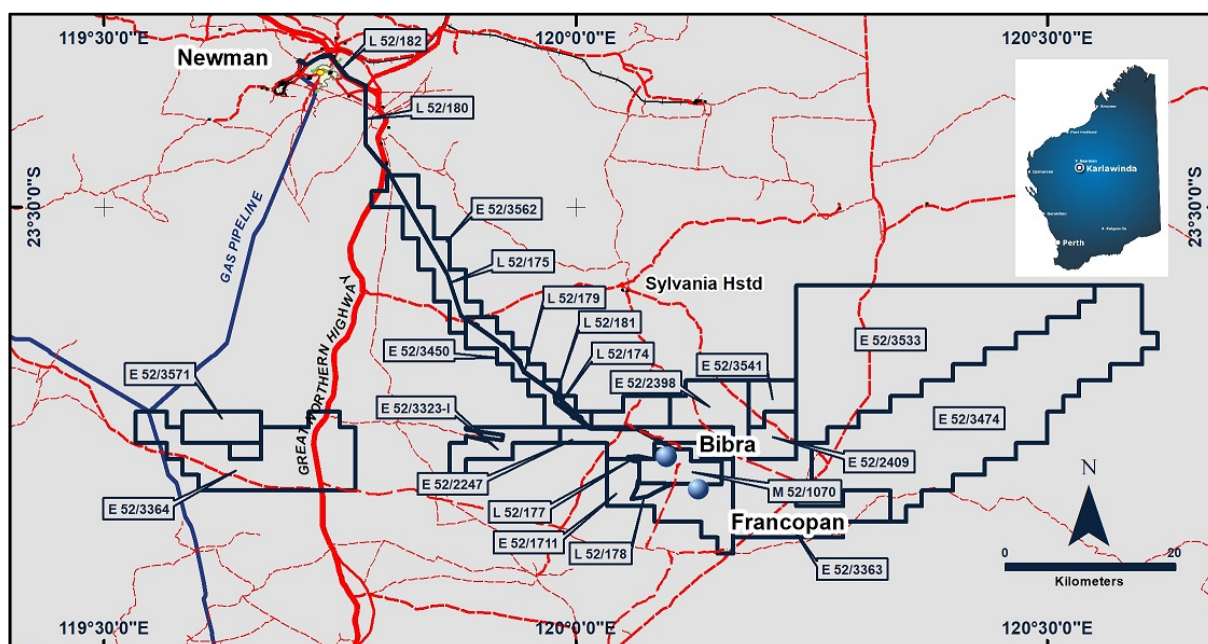 119°30'0"E
120°0'0"E
120°30'0"E
Newman
L 52/182
L 52/180
23°30'0"S
23°30'0"S
Port Hedland
Newman
Karlawinda
Geraldton
Kalgoorlie
Perth
GAS PIPELINE
GREAT NORTHERN HIGHWAY
E 52/3562
L 52/175
Sylvania Hstd
L 52/179
L 52/181
L 52/174
E 52/3450
E 52/2398
E 52/3541
E 52/3533
E 52/3571
E 52/3323-I
E 52/3474
Bibra
E 52/2409
E 52/2247
M 52/1070
E 52/3364
L 52/177
Francopan
E 52/1711
L 52/178
E 52/3363
N
0
20
Kilometers
119°30'0"E
120°0'0"E
120°30'0"E